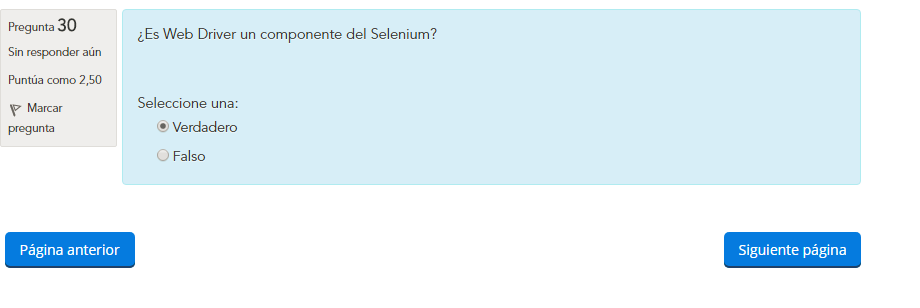 Pregunta 30
Sin responder aún
Puntúa como 2,50
Marcar
pregunta
¿Es Web Driver un componente del Selenium?
Seleccione una:
Verdadero
Falso
Página anterior
Siguiente página